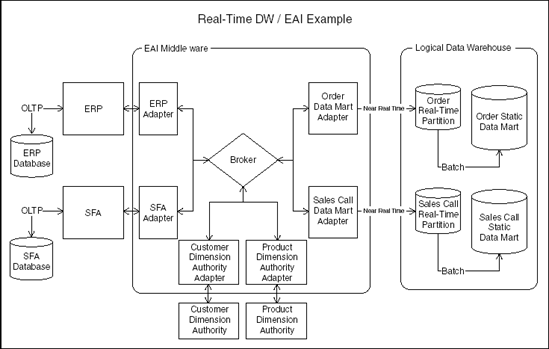 Real-Time DW / EAI Example
EAI Middle ware
Logical Data Warehouse
OLTP
ERP
ERP
Adapter
ERP
Database
Order
Data Mart
Adapter
Near Real Time
Order
Real-Time
Partition
Order Static
Data Mart
Batch
Broker
OLTP
SFA
SFA
Adapter
SFA
Database
Sales Call
Data Mart
Adapter
Near Real Time
Sales Call
Real-Time
Partition
Sales Call
Static
Data Mart
Batch
Customer
Dimension
Authority
Adapter
Product
Dimension
Authority
Adapter
Customer
Dimension
Authority
Product
Dimension
Authority